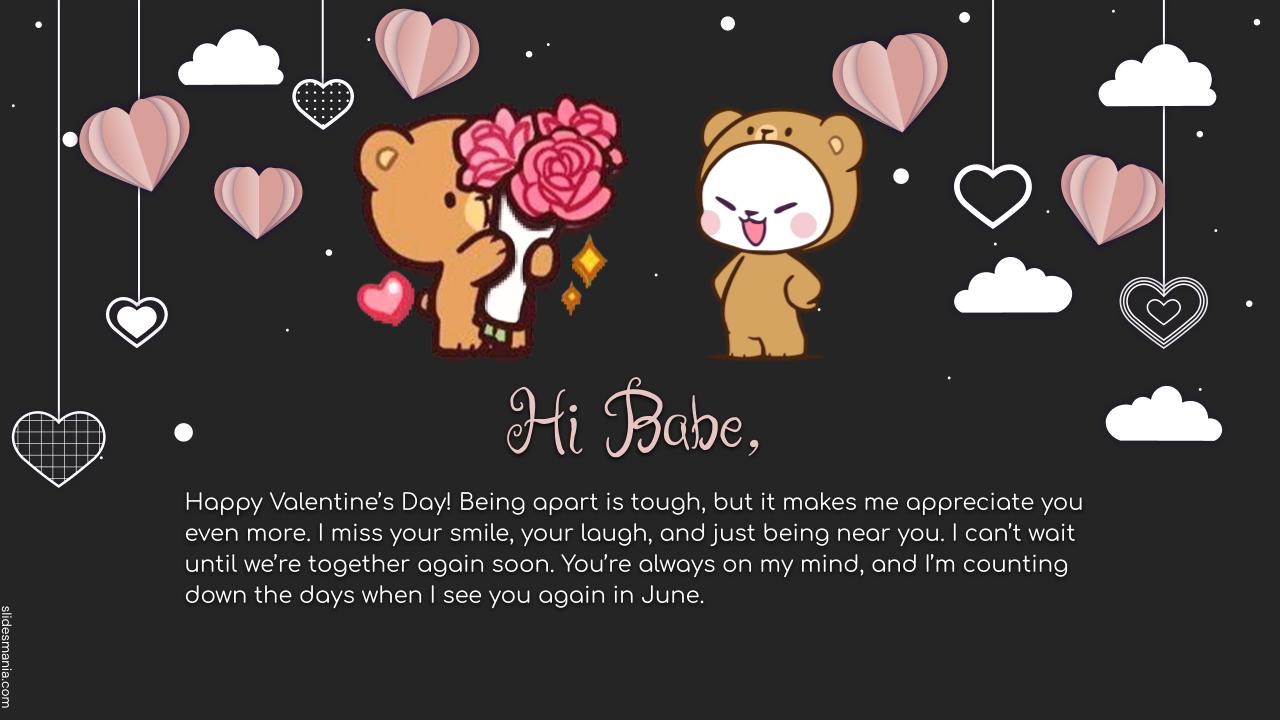 Hi Babe,
Happy Valentine’s Day! Being apart is tough, but it makes me appreciate you
even more. I miss your smile, your laugh, and just being near you. I can’t wait
until we’re together again soon. You’re always on my mind, and I’m counting
down the days when I see you again in June.
slidesmania.com